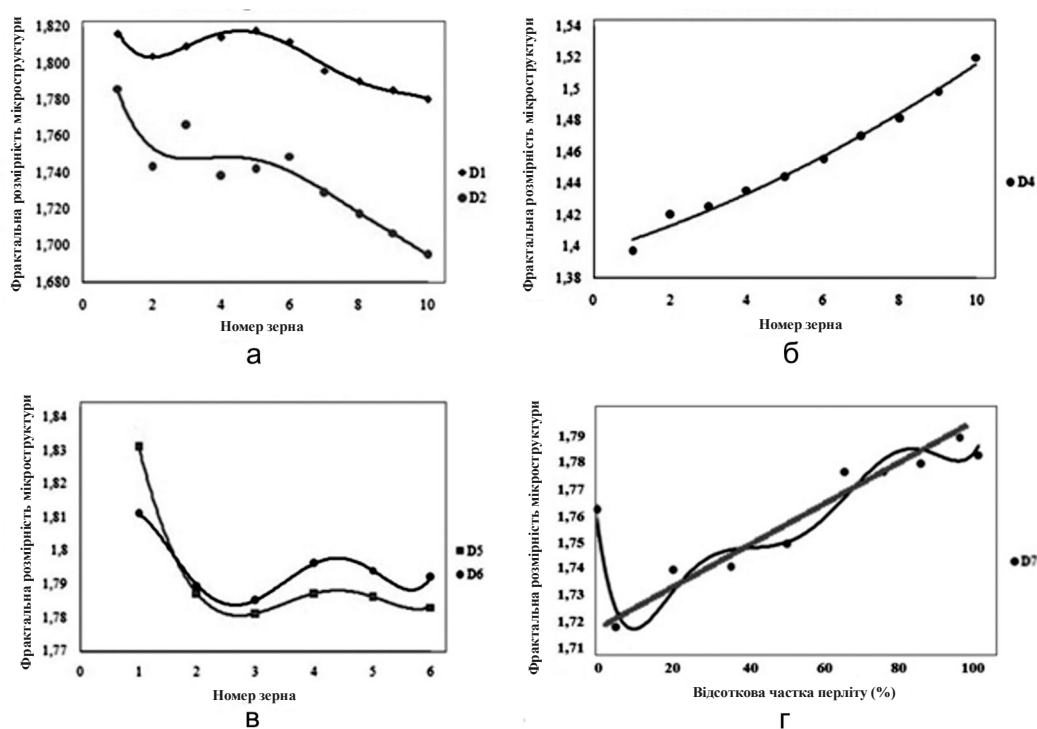 Фрактальна розмірність мікроструктури
1,820
1,800
1,780
1,760
1,740
1,720
1,700
1,680
0 2 4 6 8 10
Номер зерна
D1
D2
а
Фрактальна розмірність мікроструктури
1,54
1,52
1,5
1,48
1,46
1,44
1,42
1,4
1,38
0 2 4 6 8 10
Номер зерна
D4
б
Фрактальна розмірність мікроструктури
1,84
1,83
1,82
1,81
1,8
1,79
1,78
1,77
0 1 2 3 4 5 6
Номер зерна
D5
D6
в
Фрактальна розмірність мікроструктури
1,79
1,78
1,77
1,76
1,75
1,74
1,73
1,72
1,71
0 20 40 60 80 100
Відсоткова частка перліту (%)
D7
г